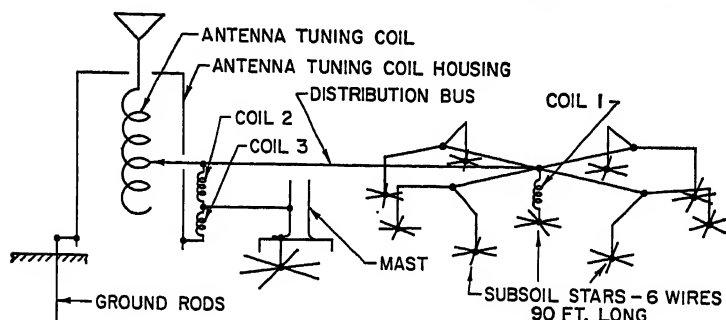 ANTENNA TUNING COIL
ANTENNA TUNING COIL HOUSING
DISTRIBUTION BUS
COIL 1
COIL 2
COIL 3
MAST
SUBSOIL STARS – 6 WIRES
90 FT. LONG
GROUND RODS